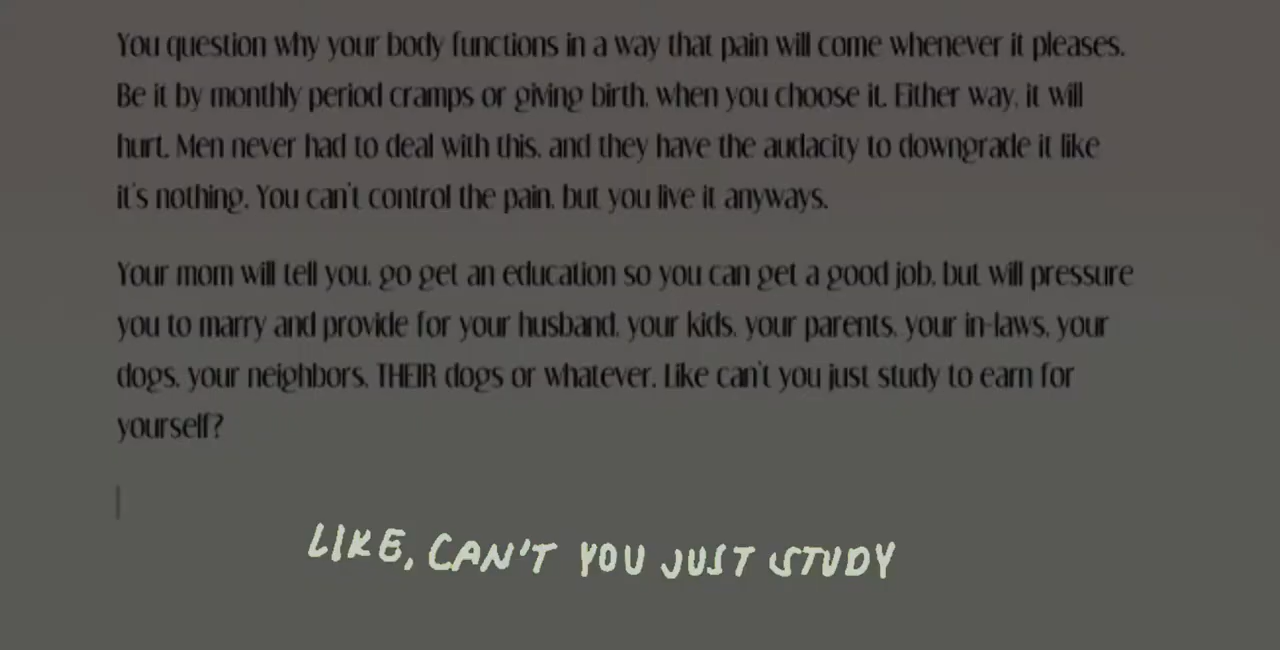 You question why your body functions in a way that pain will come whenever it pleases.
Be it by monthly period cramps or giving birth, when you choose it. Either way, it will
hurt. Men never had to deal with this, and they have the audacity to downgrade it like
it's nothing. You can't control the pain, but you live it anyways.
Your mom will tell you, go get an education so you can get a good job, but will pressure
you to marry and provide for your husband, your kids, your parents, your in-laws, your
dogs, your neighbors, THEIR dogs or whatever. Like can't you just study to earn for
yourself?
LIKE, CAN'T YOU JUST STUDY